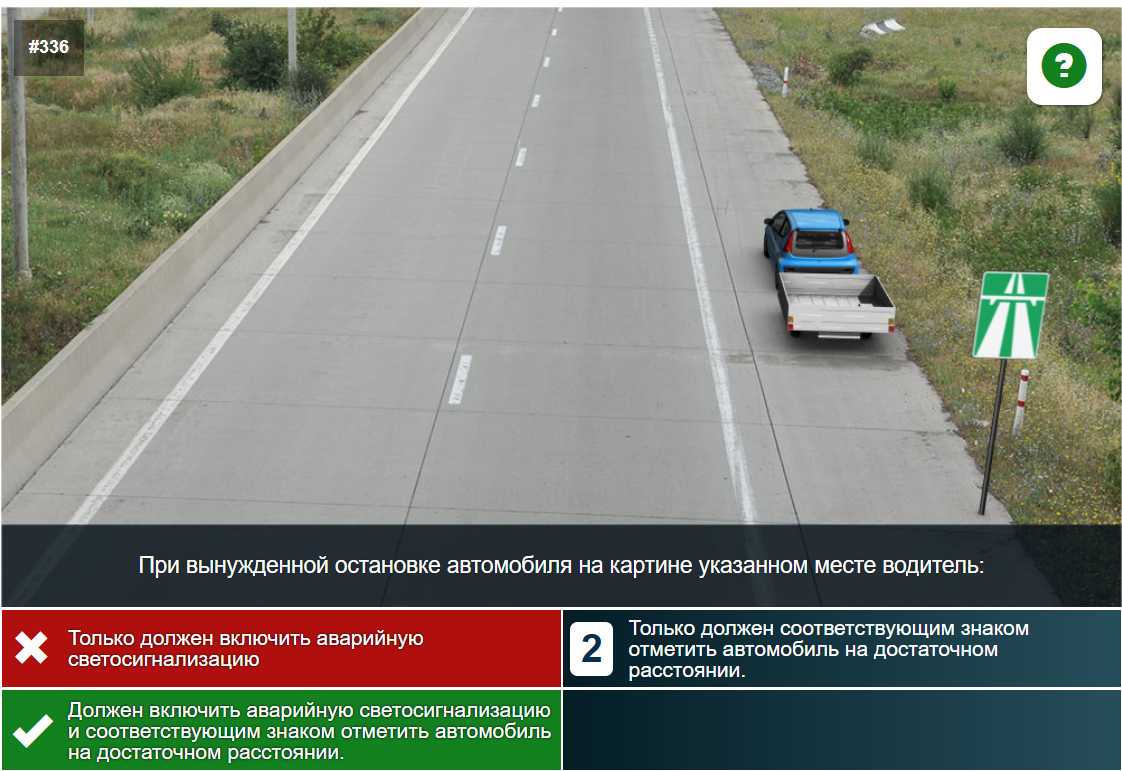 #336
?
При вынужденной остановке автомобиля на картине указанном месте водитель:
Только должен включить аварийную
светосигнализацию
2
Только должен соответствующим знаком
отметить автомобиль на достаточном
расстоянии.
Должен включить аварийную светосигнализацию
и соответствующим знаком отметить автомобиль
на достаточном расстоянии.